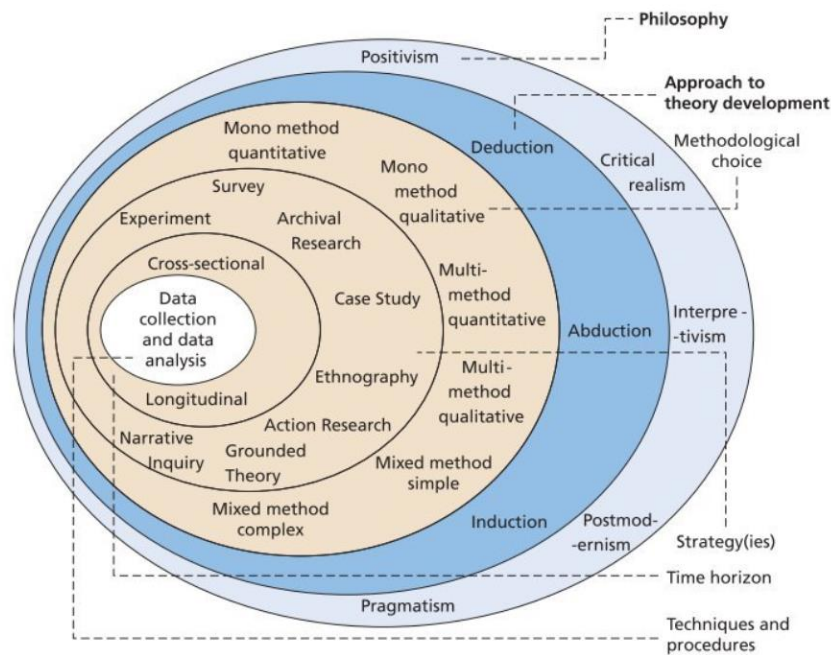 Philosophy
Positivism
Approach to
theory development
Mono method
quantitative
Deduction
Methodological
choice
Mono
method
qualitative
Critical
realism
Survey
Experiment
Archival
Research
Cross-sectional
Multi-
method
quantitative
Data
collection
and data
analysis
Case Study
Abduction
Interpre-
-tivism
Ethnography
Multi-
method
qualitative
Longitudinal
Action Research
Narrative
Inquiry
Grounded
Theory
Mixed method
simple
Mixed method
complex
Induction
Postmod-
-ernism
Strategy(ies)
Time horizon
Pragmatism
Techniques and
procedures